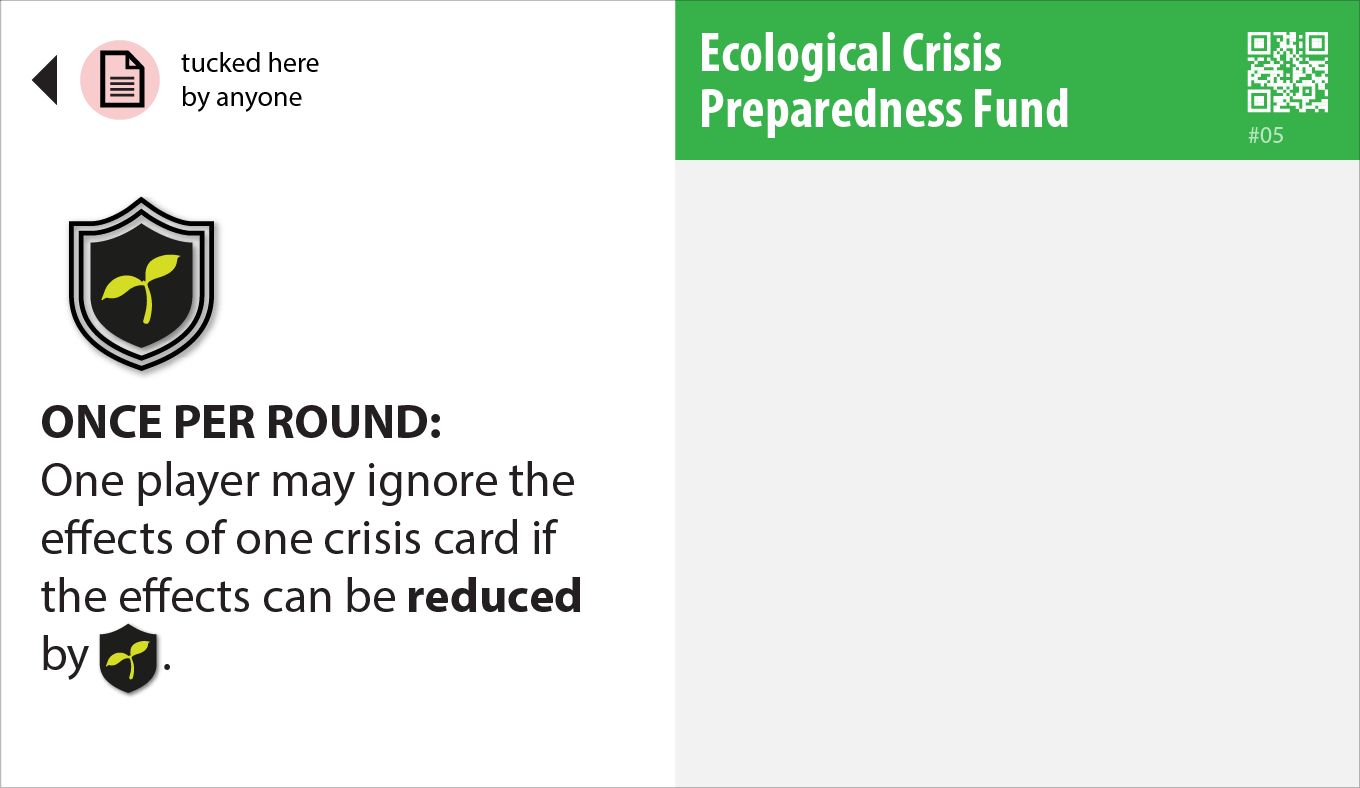 tucked here
by anyone
Ecological Crisis
Preparedness Fund
#05
ONCE PER ROUND:
One player may ignore the
effects of one crisis card if
the effects can be reduced
by .